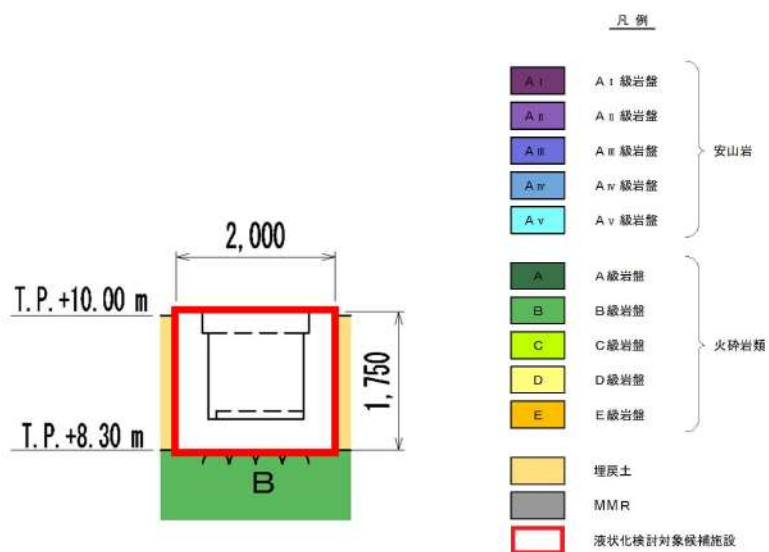 凡 例
AⅠ AⅠ級岩盤
AⅡ AⅡ級岩盤
AⅢ AⅢ級岩盤
安山岩
AⅣ AⅣ級岩盤
AⅤ AⅤ級岩盤
2,000
T.P.+10.00 m
1,750
T.P.+8.30 m
B
A A級岩盤
B B級岩盤
C C級岩盤
火砕岩類
D D級岩盤
E E級岩盤
埋戻土
MMR
液状化検討対象候補施設